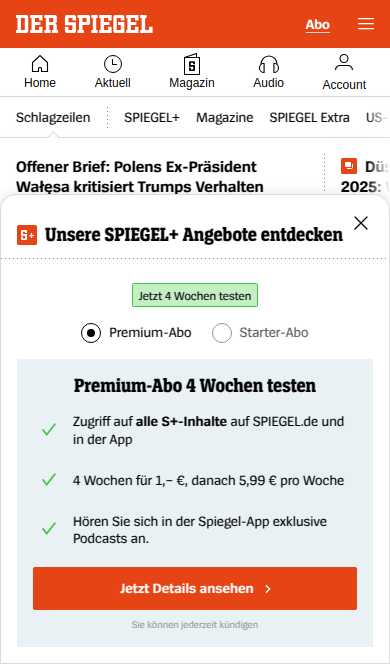 DER SPIEGEL
Abo
Home
Aktuell
Magazin
Audio
Account
Schlagzeilen
SPIEGEL+
Magazine
SPIEGEL Extra
US-
Offener Brief: Polens Ex-Präsident
Wałęsa kritisiert Trumps Verhalten
Düs
2025:
S+ Unsere SPIEGEL+ Angebote entdecken
Jetzt 4 Wochen testen
Premium-Abo
Starter-Abo
Premium-Abo 4 Wochen testen
Zugriff auf alle S+-Inhalte auf SPIEGEL.de und
in der App
4 Wochen für 1,– €, danach 5,99 € pro Woche
Hören Sie sich in der Spiegel-App exklusive
Podcasts an.
Jetzt Details ansehen
Sie können jederzeit kündigen